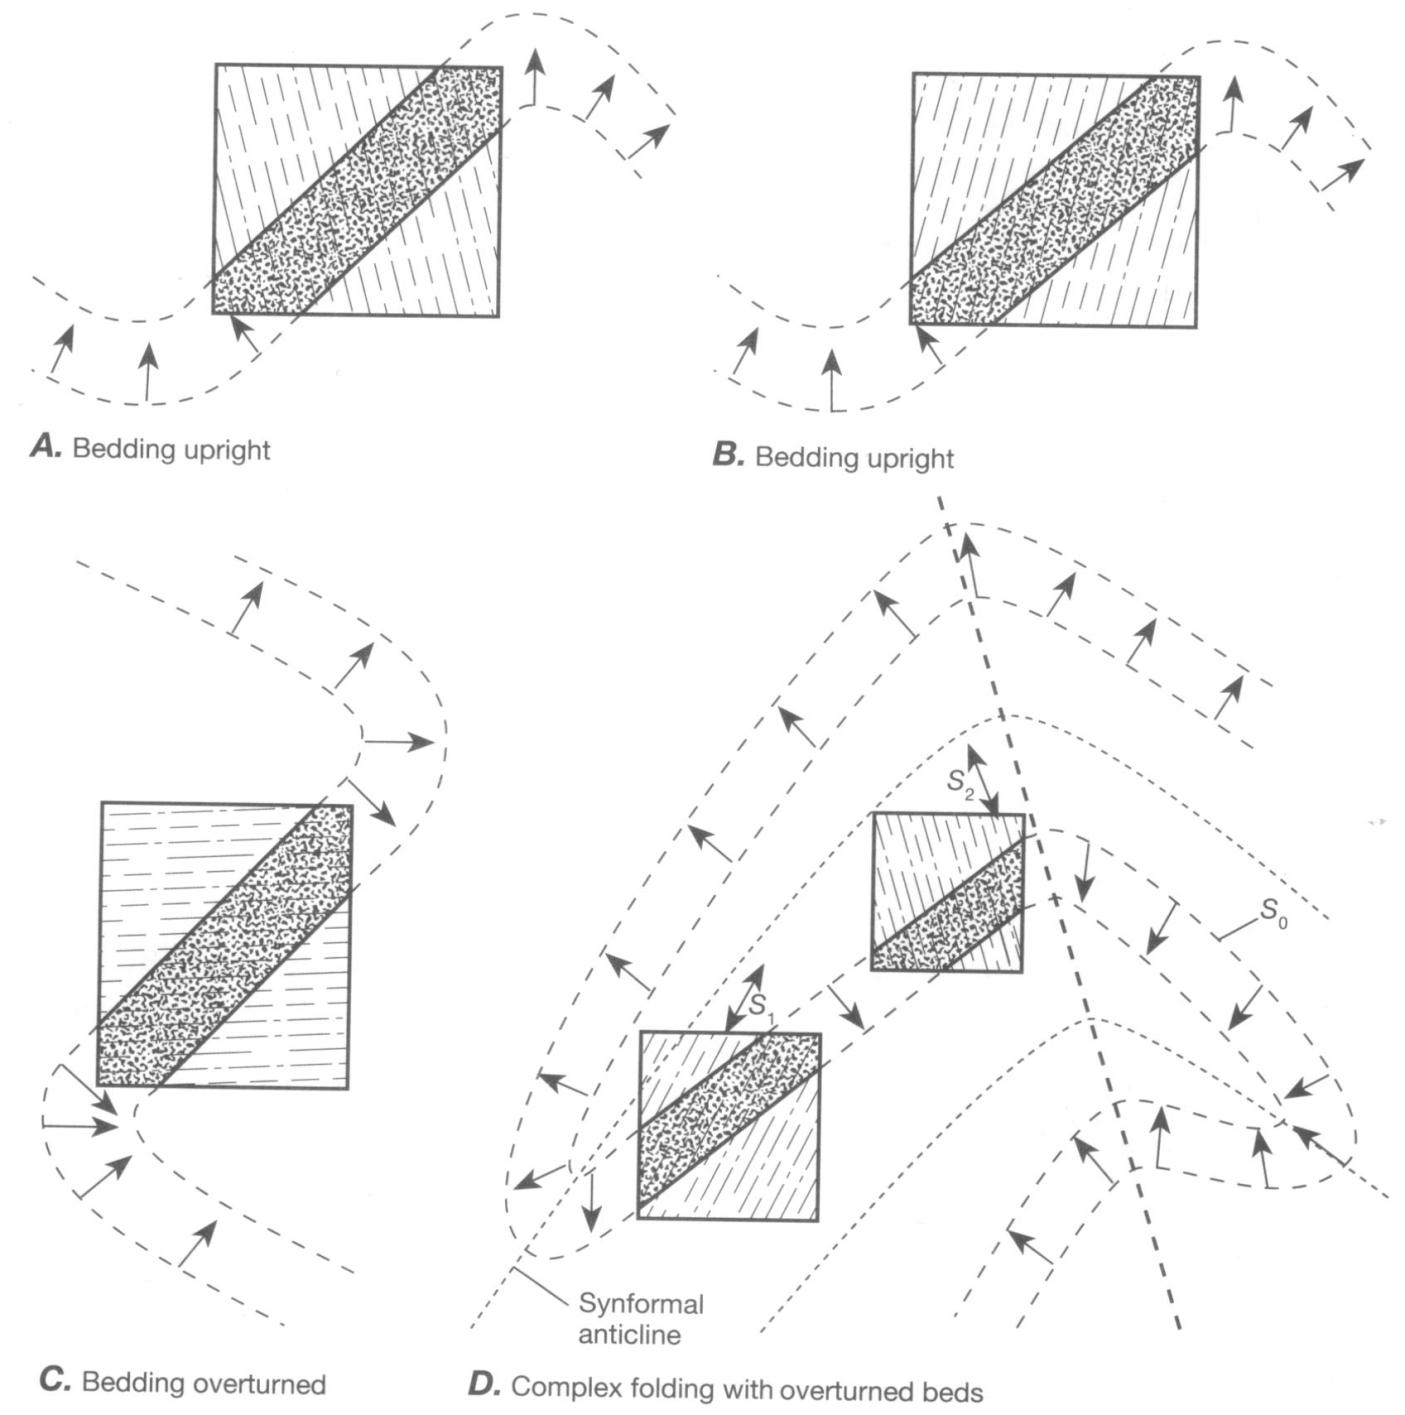 A. Bedding upright
B. Bedding upright
S2
S0
S1
Synformal
anticline
C. Bedding overturned
D. Complex folding with overturned beds